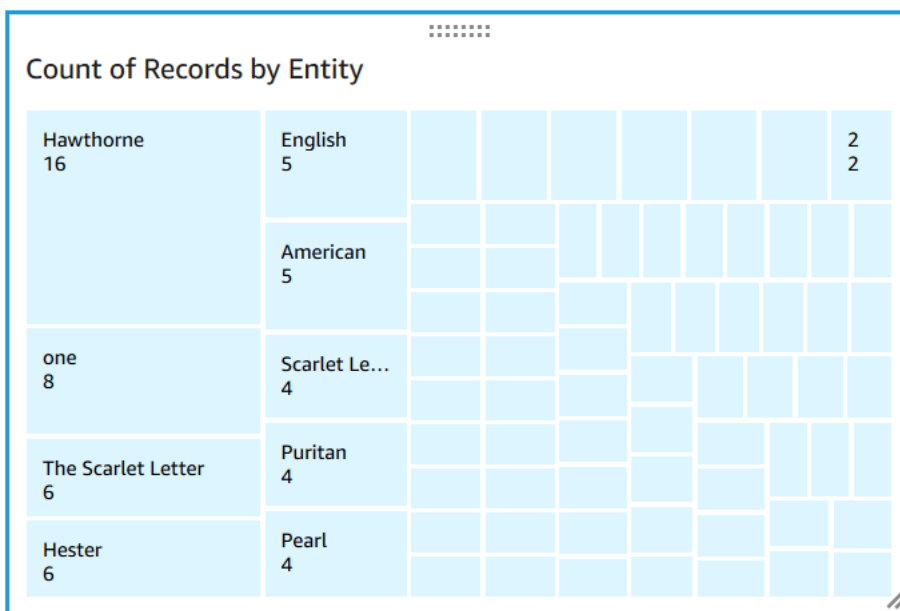 Count of Records by Entity
Hawthorne
16
one
8
The Scarlet Letter
6
Hester
6
English
5
American
5
Scarlet Le...
4
Puritan
4
Pearl
4
2
2